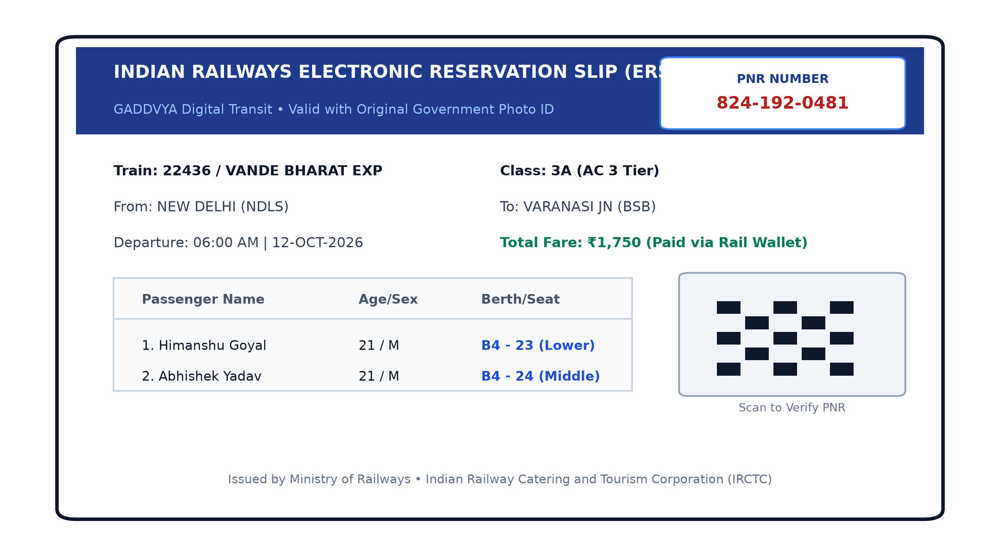 INDIAN RAILWAYS ELECTRONIC RESERVATION SLIP (ERS
GADDVYA Digital Transit • Valid with Original Government Photo ID
PNR NUMBER
824-192-0481
Train: 22436 / VANDE BHARAT EXP
Class: 3A (AC 3 Tier)
From: NEW DELHI (NDLS)
To: VARANASI JN (BSB)
Departure: 06:00 AM | 12-OCT-2026
Total Fare: ₹1,750 (Paid via Rail Wallet)
Passenger Name Age/Sex Berth/Seat
1. Himanshu Goyal 21 / M B4 - 23 (Lower)
2. Abhishek Yadav 21 / M B4 - 24 (Middle)
Scan to Verify PNR
Issued by Ministry of Railways • Indian Railway Catering and Tourism Corporation (IRCTC)